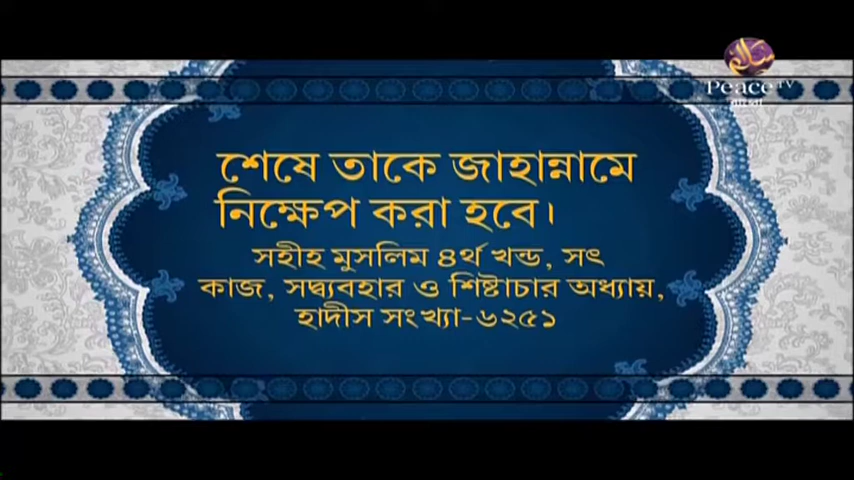 Peace TV
বাংলা
শেষে তাকে জাহান্নামে
নিক্ষেপ করা হবে।
সহীহ মুসলিম ৪র্থ খন্ড, সৎ
কাজ, সদ্ব্যবহার ও শিষ্টাচার অধ্যায়,
হাদীস সংখ্যা-৬২৫১